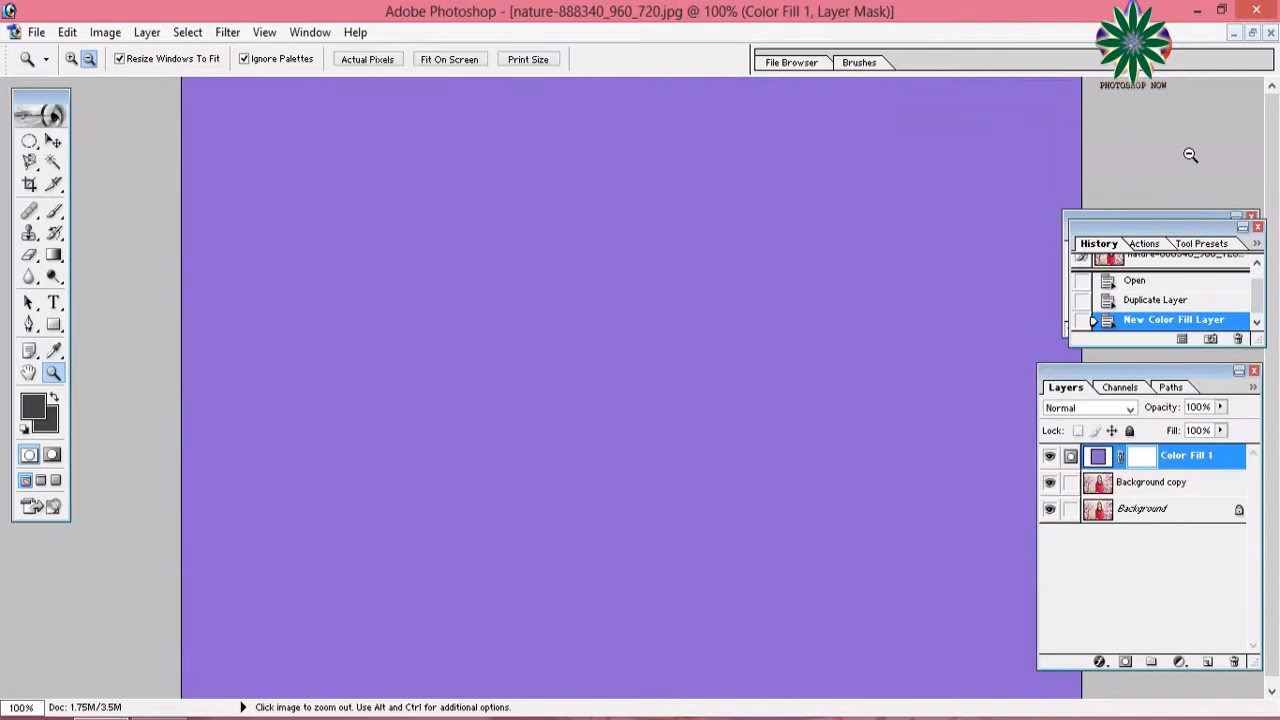 Adobe Photoshop - [nature-888340_960_720.jpg @ 100% (Color Fill 1, Layer Mask)]
File Edit Image Layer Select Filter View Window Help
Resize Windows To Fit Ignore Palettes Actual Pixels Fit On Screen Print Size File Browser Brushes
PHOTOSHOP NOW
History Actions Tool Presets
Open
Duplicate Layer
New Color Fill Layer
Layers Channels Paths
Normal Opacity: 100%
Lock: Fill: 100%
Color Fill 1
Background copy
Background
100% Doc: 1.75M/3.5M Click image to zoom out. Use Alt and Ctrl for additional options.